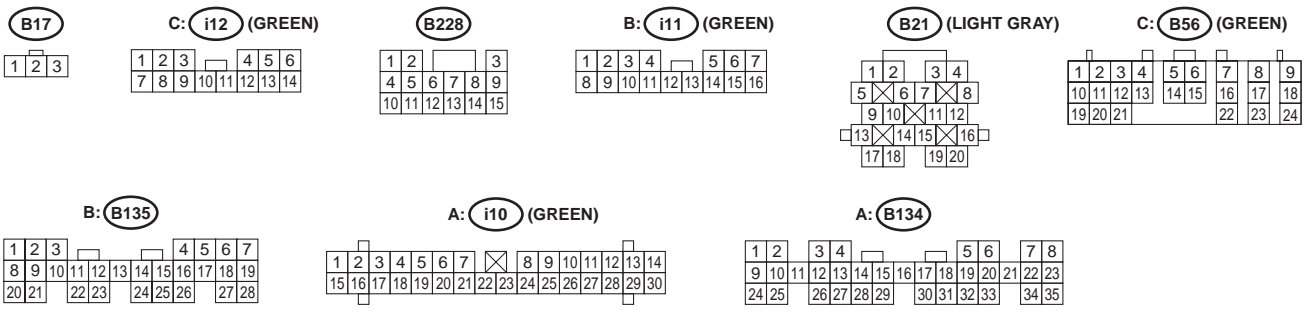 B17
C: i12 (GREEN)
B228
B: i11 (GREEN)
B21 (LIGHT GRAY)
C: B56 (GREEN)
1 2 3
1 2 3 4 5 6
7 8 9 10 11 12 13 14
1 2 3
4 5 6 7 8 9
10 11 12 13 14 15
1 2 3 4 5 6 7
8 9 10 11 12 13 14 15 16
1 2 3 4
5 6 7 8
9 10 11 12
13 14 15 16
17 18 19 20
1 2 3 4 5 6 7 8 9
10 11 12 13 14 15 16 17 18
19 20 21 22 23 24
B: B135
A: i10 (GREEN)
A: B134
1 2 3 4 5 6 7
8 9 10 11 12 13 14 15 16 17 18 19
20 21 22 23 24 25 26 27 28
1 2 3 4 5 6 7 8 9 10 11 12 13 14
15 16 17 18 19 20 21 22 23 24 25 26 27 28 29 30
1 2 3 4 5 6 7 8
9 10 11 12 13 14 15 16 17 18 19 20 21 22 23
24 25 26 27 28 29 30 31 32 33 34 35